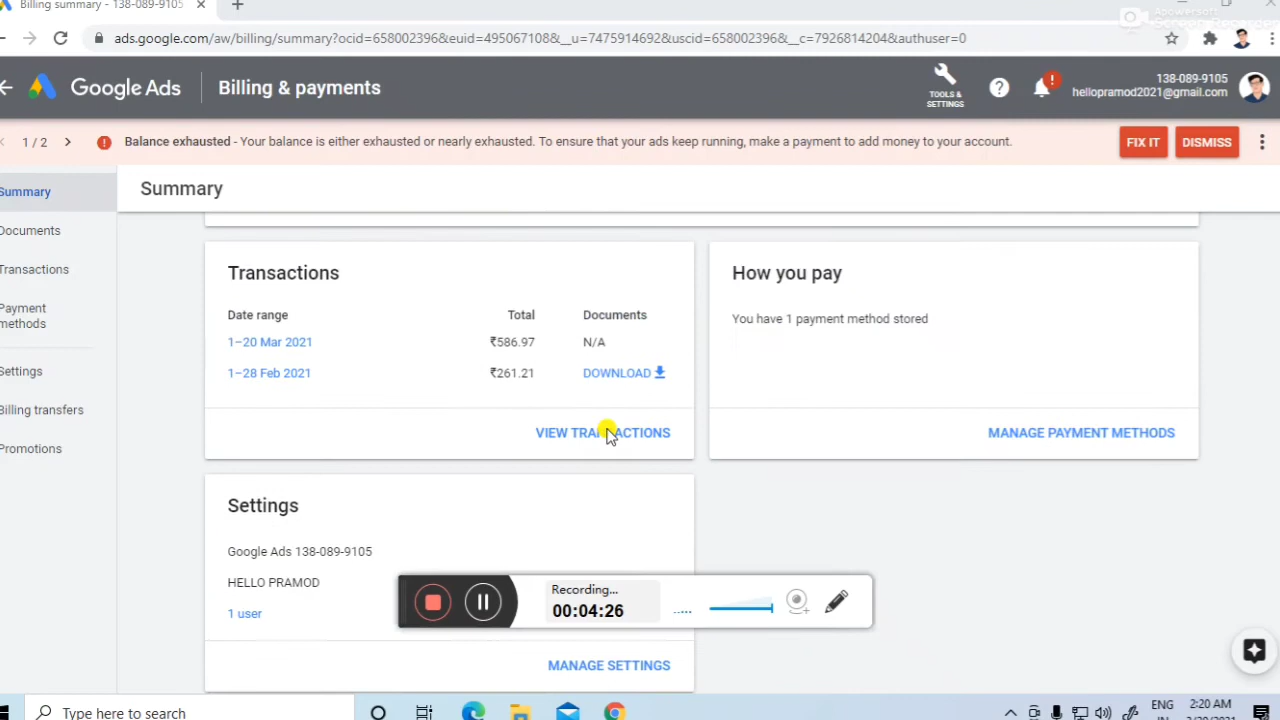 Billing summary - 138-089-9105
Apowersoft
Screen Recorder
ads.google.com/aw/billing/summary?ocid=658002396&euid=495067108&__u=7475914692&uscid=658002396&__c=7926814204&authuser=0
Google Ads
Billing & payments
TOOLS &
SETTINGS
138-089-9105
hellopramod2021@gmail.com
1 / 2
Balance exhausted - Your balance is either exhausted or nearly exhausted. To ensure that your ads keep running, make a payment to add money to your account.
FIX IT
DISMISS
Summary
Documents
Transactions
Payment
methods
Settings
Billing transfers
Promotions
Summary
Transactions
Date range Total Documents
1–20 Mar 2021 ₹586.97 N/A
1–28 Feb 2021 ₹261.21 DOWNLOAD
VIEW TRANSACTIONS
How you pay
You have 1 payment method stored
MANAGE PAYMENT METHODS
Settings
Google Ads 138-089-9105
HELLO PRAMOD
1 user
MANAGE SETTINGS
Recording...
00:04:26
Type here to search
ENG
2:20 AM